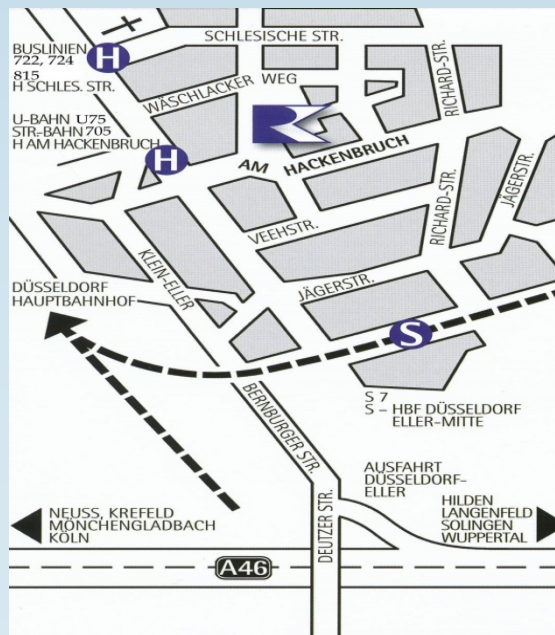 SCHLESISCHE STR.
BUSLINIEN
722, 724
815
H SCHLES. STR.
H
WÄSCHLACKER WEG
RICHARD-STR.
U-BAHN U75
STR.-BAHN 705
H AM HACKENBRUCH
H
AM HACKENBRUCH
JÄGERSTR.
RICHARD-STR.
VEEHSTR.
KLEIN-ELLER
JÄGERSTR.
DÜSSELDORF
HAUPTBAHNHOF
S
S 7
S – HBF DÜSSELDORF
ELLER-MITTE
BERNBURGER STR.
AUSFAHRT
DÜSSELDORF-
ELLER
DEUTZER STR.
NEUSS, KREFELD
MÖNCHENGLADBACH
KÖLN
HILDEN
LANGENFELD
SOLINGEN
WUPPERTAL
A46